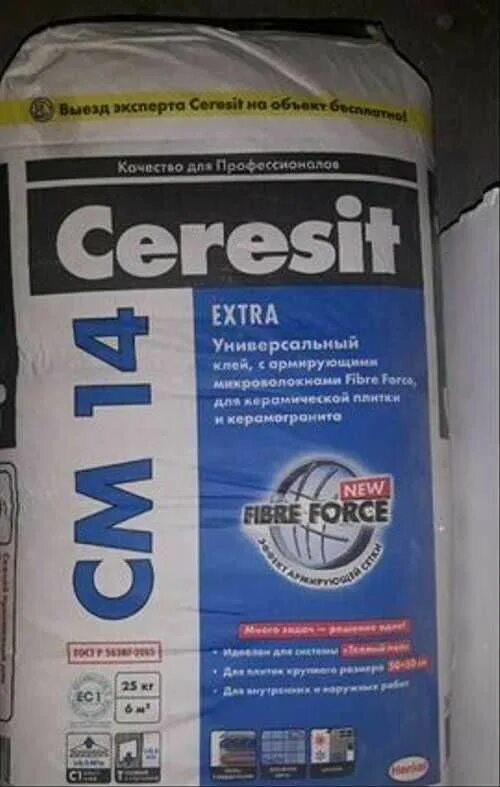 Выезд эксперта Ceresit на объект бесплатно!
Качество для Профессионалов
Ceresit
CM 14
EXTRA
Универсальный
клей, с армирующими
микроволокнами Fibre Force,
для керамической плитки
и керамогранита
NEW
FIBRE FORCE
ЭФФЕКТ АРМИРУЮЩЕЙ СЕТКИ
Много задач — решение одно!
• Идеален для системы «Теплый пол»
• Для плиток крупного размера 50×50 см
• Для внутренних и наружных работ
ГОСТ Р
EC1
25 кг
6 м²
C1
T
Henkel